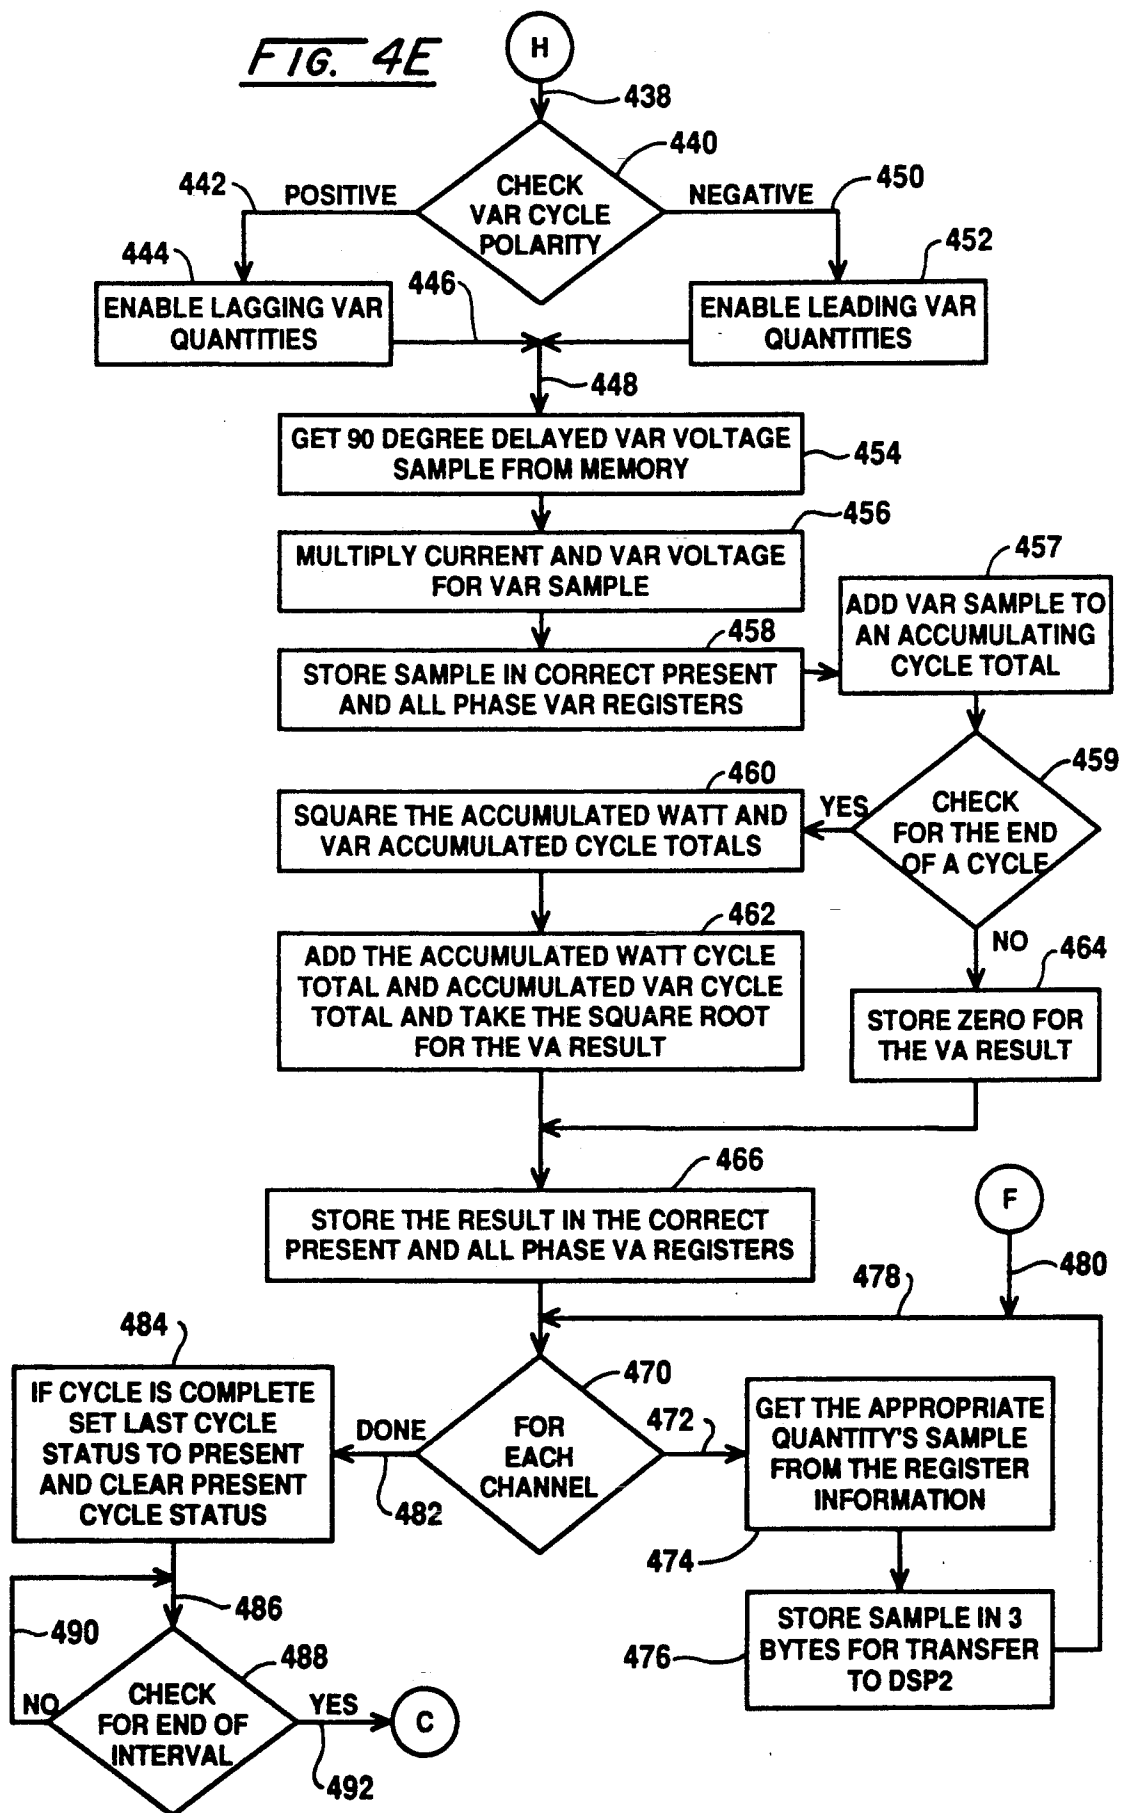 FIG. 4E
H
438
440
CHECK
VAR CYCLE
POLARITY
442
POSITIVE
NEGATIVE
450
444
ENABLE LAGGING VAR
QUANTITIES
446
452
ENABLE LEADING VAR
QUANTITIES
448
GET 90 DEGREE DELAYED VAR VOLTAGE
SAMPLE FROM MEMORY
454
456
MULTIPLY CURRENT AND VAR VOLTAGE
FOR VAR SAMPLE
458
STORE SAMPLE IN CORRECT PRESENT
AND ALL PHASE VAR REGISTERS
457
ADD VAR SAMPLE TO
AN ACCUMULATING
CYCLE TOTAL
459
CHECK
FOR THE END
OF A CYCLE
YES
460
SQUARE THE ACCUMULATED WATT AND
VAR ACCUMULATED CYCLE TOTALS
462
ADD THE ACCUMULATED WATT CYCLE
TOTAL AND ACCUMULATED VAR CYCLE
TOTAL AND TAKE THE SQUARE ROOT
FOR THE VA RESULT
NO
464
STORE ZERO FOR
THE VA RESULT
466
STORE THE RESULT IN THE CORRECT
PRESENT AND ALL PHASE VA REGISTERS
F
480
478
470
FOR
EACH
CHANNEL
472
GET THE APPROPRIATE
QUANTITY'S SAMPLE
FROM THE REGISTER
INFORMATION
474
STORE SAMPLE IN 3
BYTES FOR TRANSFER
TO DSP2
476
DONE
482
484
IF CYCLE IS COMPLETE
SET LAST CYCLE
STATUS TO PRESENT
AND CLEAR PRESENT
CYCLE STATUS
486
490
488
CHECK
FOR END OF
INTERVAL
NO
YES
C
492